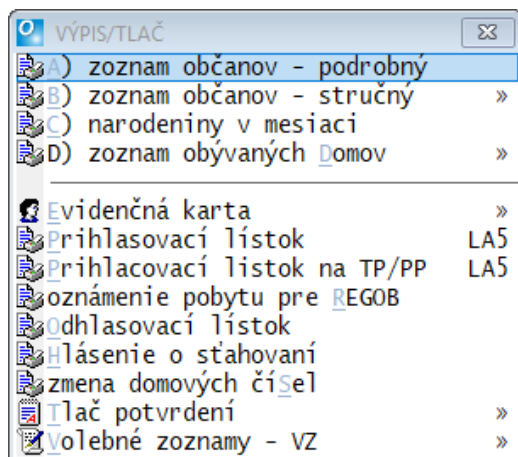 VÝPIS/TLAČ
A) zoznam občanov - podrobný
B) zoznam občanov - stručný »
C) narodeniny v mesiaci
D) zoznam obývaných Domov »
Evidenčná karta »
Prihlasovací lístok LA5
Prihlacovací listok na TP/PP LA5
oznámenie pobytu pre REGOB
Odhlasovací lístok
Hlásenie o sťahovaní
zmena domových číSel
Tlač potvrdení »
Volebné zoznamy - VZ »